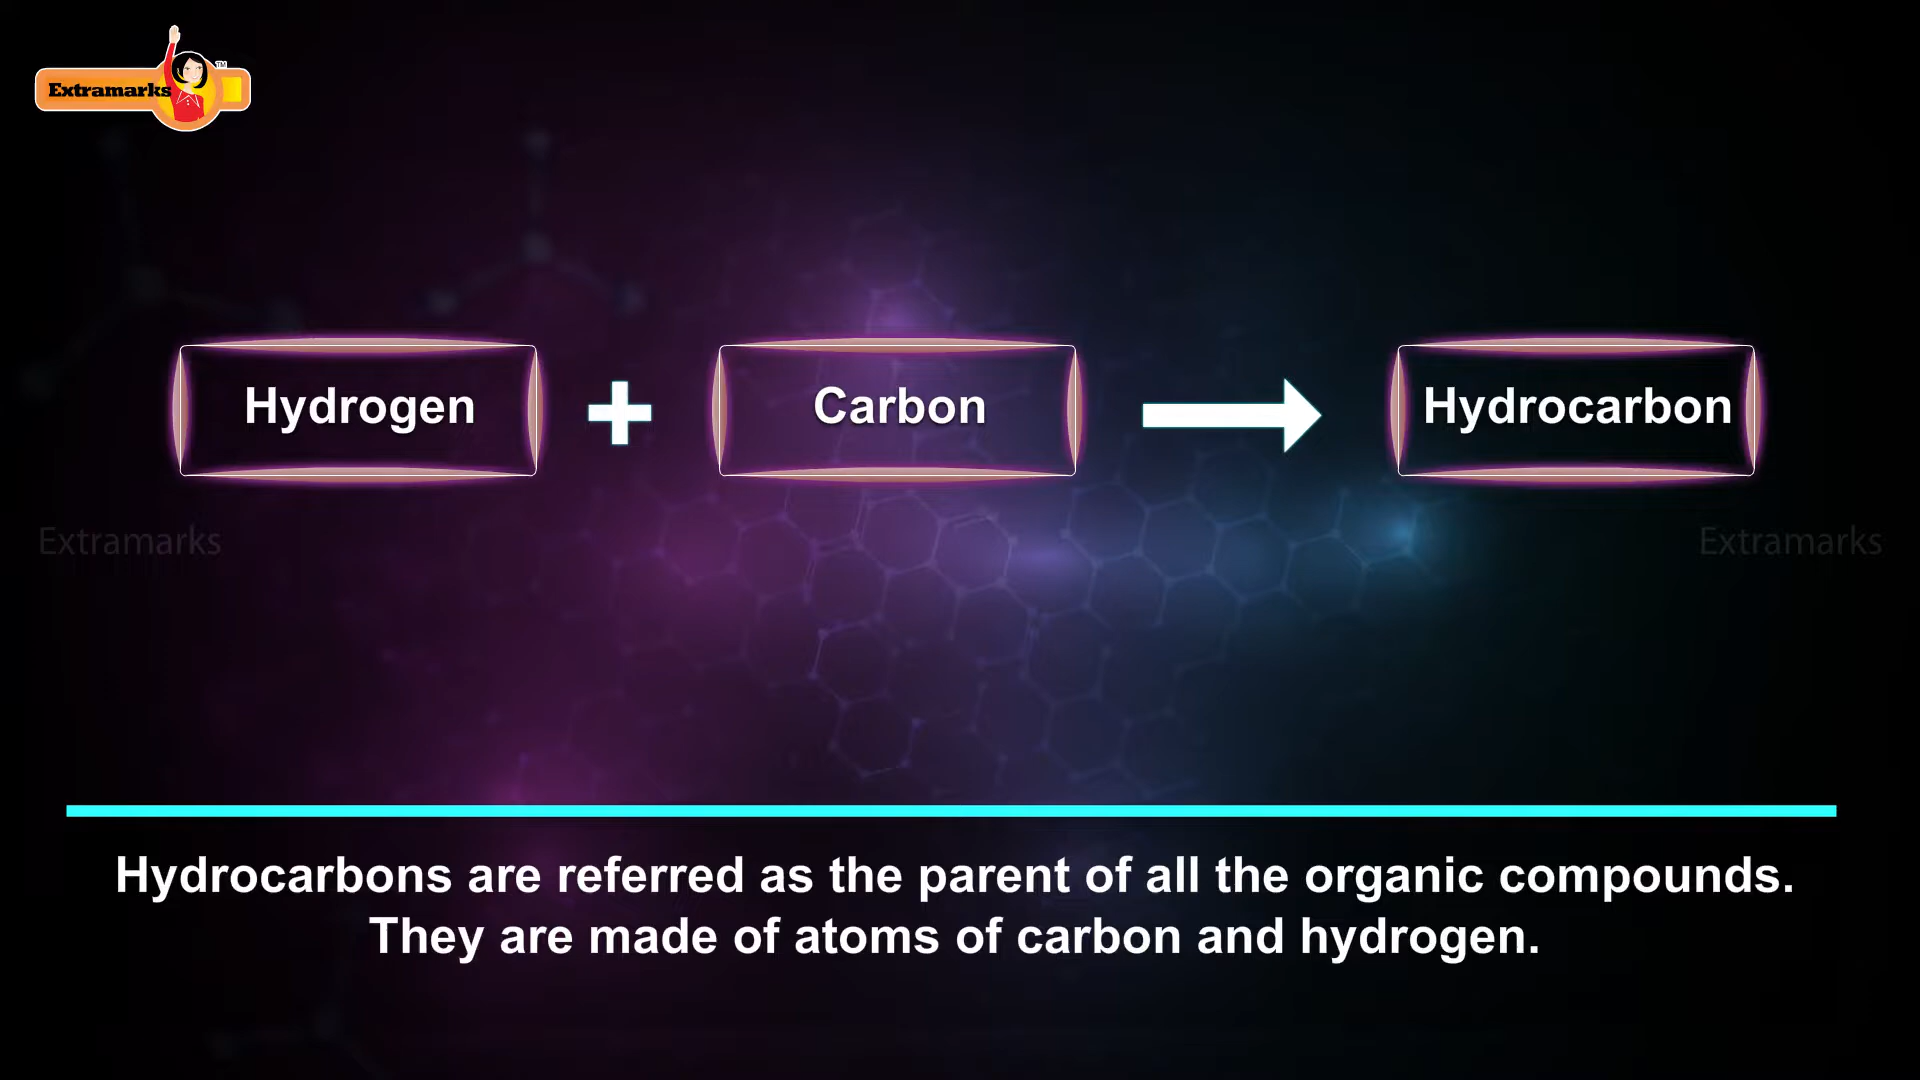 Extramarks
TM
Hydrogen + Carbon → Hydrocarbon
Extramarks Extramarks
Hydrocarbons are referred as the parent of all the organic compounds.
They are made of atoms of carbon and hydrogen.